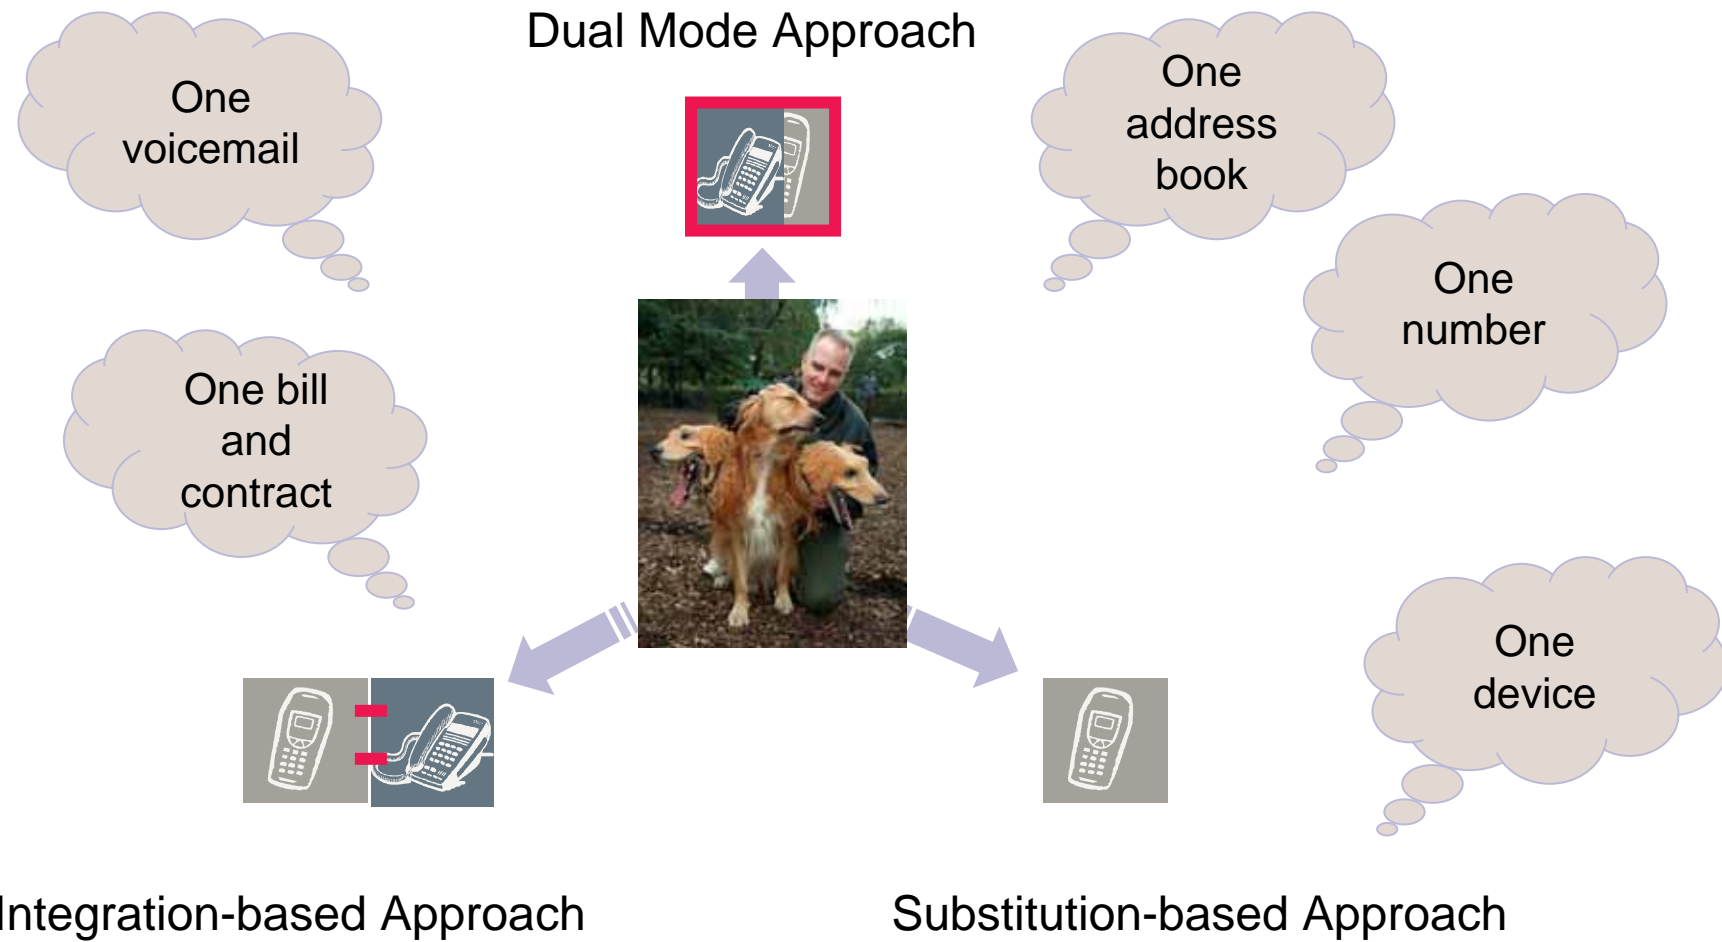 Dual Mode Approach
One
voicemail
One
address
book
One
number
One bill
and
contract
One
device
Integration-based Approach
Substitution-based Approach